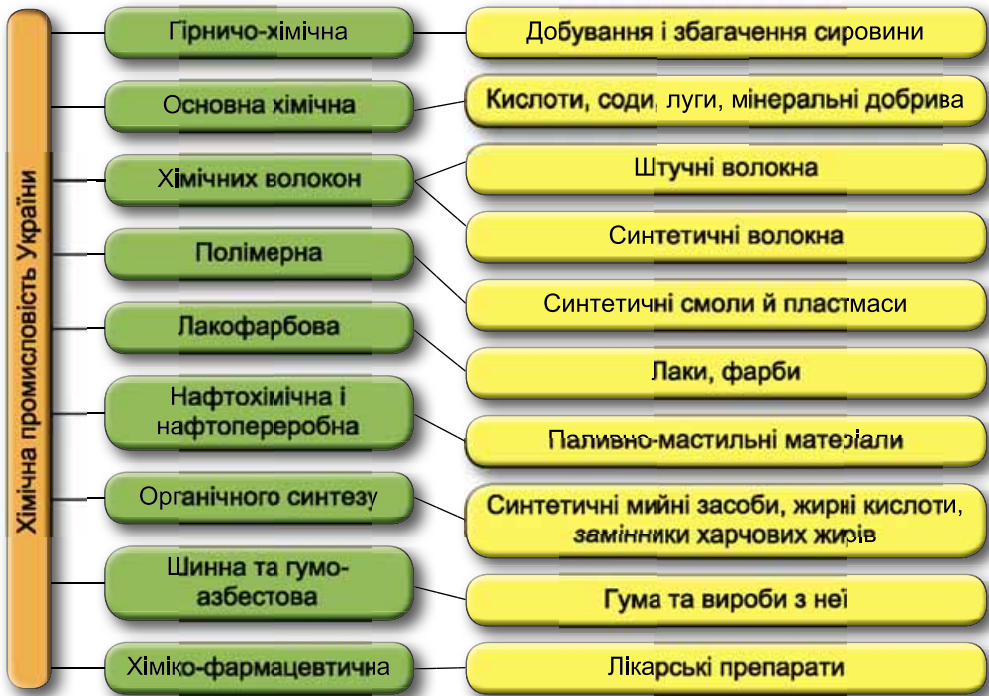 Хімічна промисловість України
Гірничо-хімічна
Добування і збагачення сировини
Основна хімічна
Кислоти, соди, луги, мінеральні добрива
Хімічних волокон
Штучні волокна
Синтетичні волокна
Полімерна
Синтетичні смоли й пластмаси
Лакофарбова
Лаки, фарби
Нафтохімічна і
нафтопереробна
Паливно-мастильні матеріали
Органічного синтезу
Синтетичні мийні засоби, жирні кислоти,
замінники харчових жирів
Шинна та гумо-
азбестова
Гума та вироби з неї
Хіміко-фармацевтична
Лікарські препарати